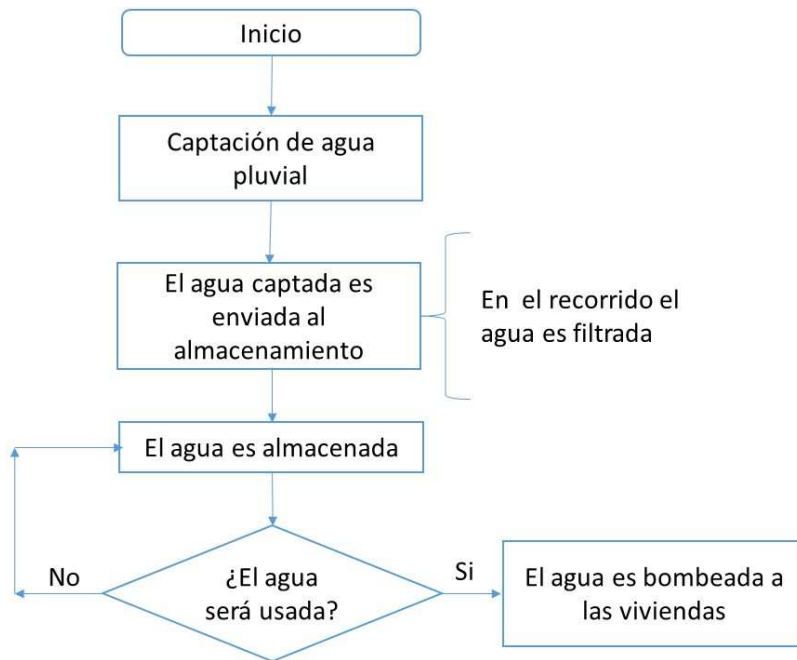 Inicio
Captación de agua
pluvial
El agua captada es
enviada al
almacenamiento
En el recorrido el
agua es filtrada
El agua es almacenada
No
¿El agua
será usada?
Si
El agua es bombeada a
las viviendas